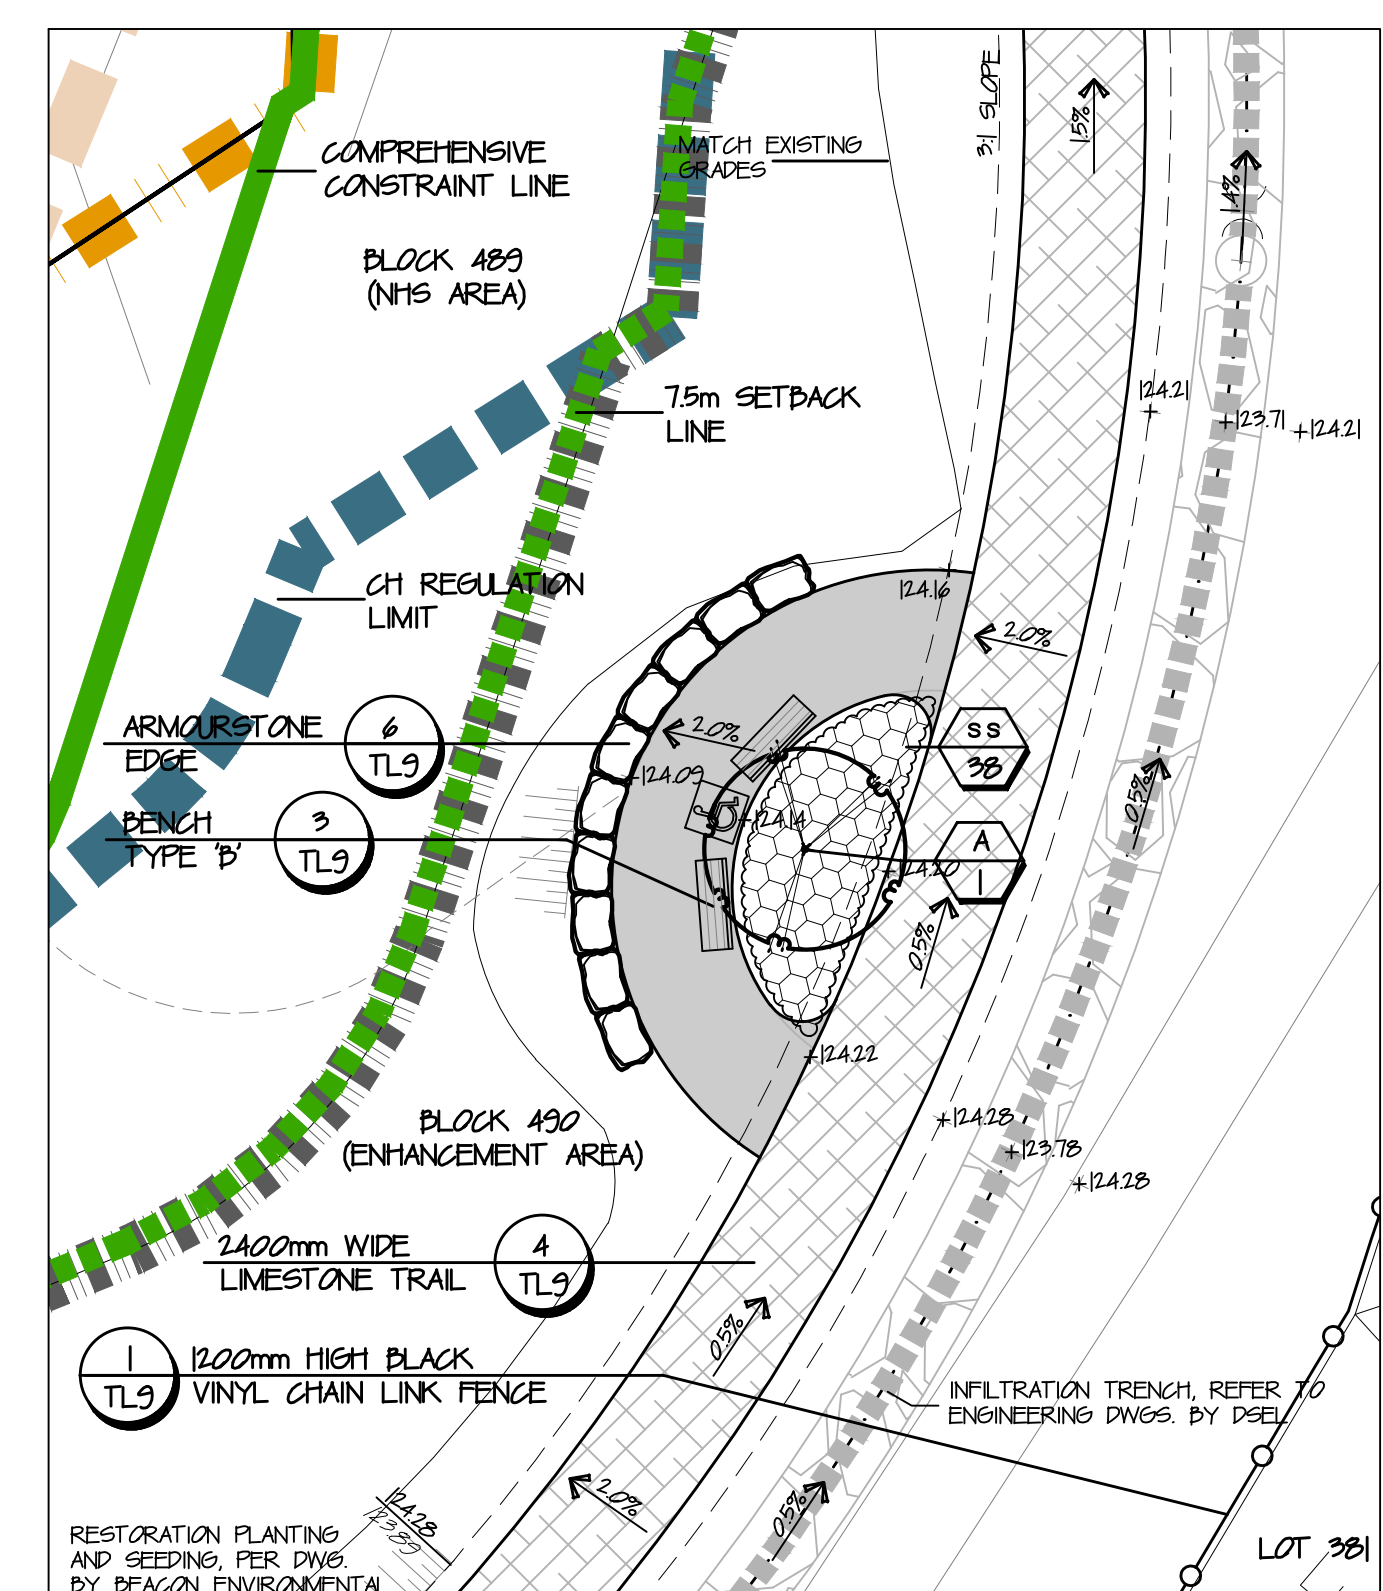 COMPREHENSIVE
CONSTRAINT LINE
MATCH EXISTING
GRADES
3:1 SLOPE
1.5%
1.4%
BLOCK 489
(NHS AREA)
7.5m SETBACK
LINE
124.21
+123.71
+124.21
CH REGULATION
LIMIT
124.16
2.0%
ARMOURSTONE
EDGE
6
TL9
2.0%
SS
38
+124.09
0.5%
BENCH
TYPE 'B'
3
TL9
+124.14
A
1
+124.20
0.5%
+124.22
BLOCK 490
(ENHANCEMENT AREA)
+124.28
+123.78
+124.28
2400mm WIDE
LIMESTONE TRAIL
4
TL9
0.5%
1
TL9
1200mm HIGH BLACK
VINYL CHAIN LINK FENCE
INFILTRATION TRENCH, REFER TO
ENGINEERING DWGS. BY DSEL
124.28
123.89
2.0%
0.5%
LOT 381
RESTORATION PLANTING
AND SEEDING, PER DWG.
BY BEACON ENVIRONMENTAL